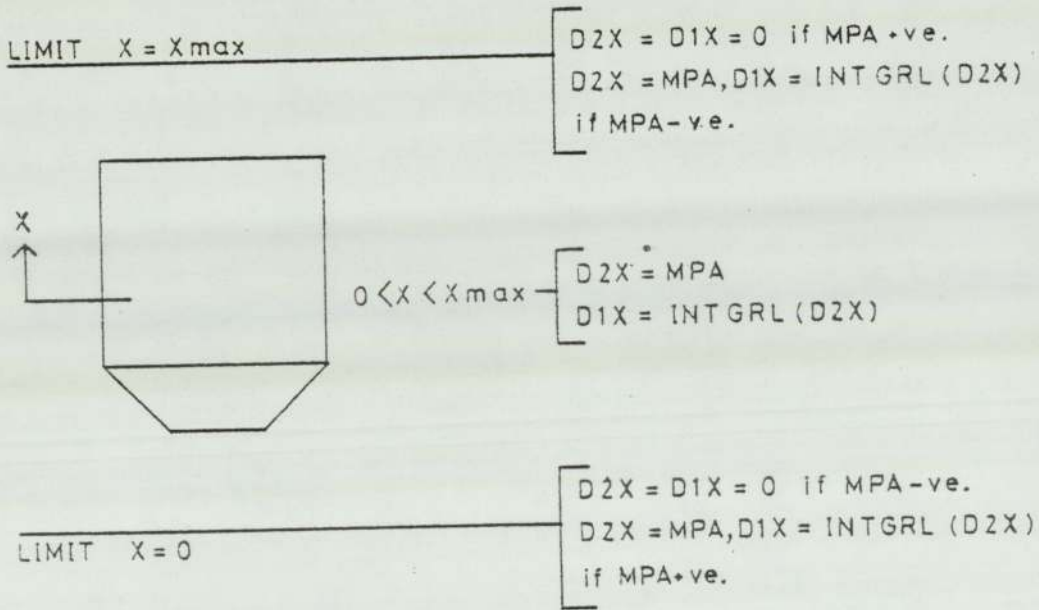 LIMIT X = Xmax
D2X = D1X = 0 if MPA +ve.
D2X = MPA, D1X = INTGRL (D2X)
if MPA-ve.
X
0 < X < Xmax
D2X = MPA
D1X = INTGRL (D2X)
D2X = D1X = 0 if MPA-ve.
D2X = MPA, D1X = INTGRL (D2X)
if MPA+ve.
LIMIT X = 0